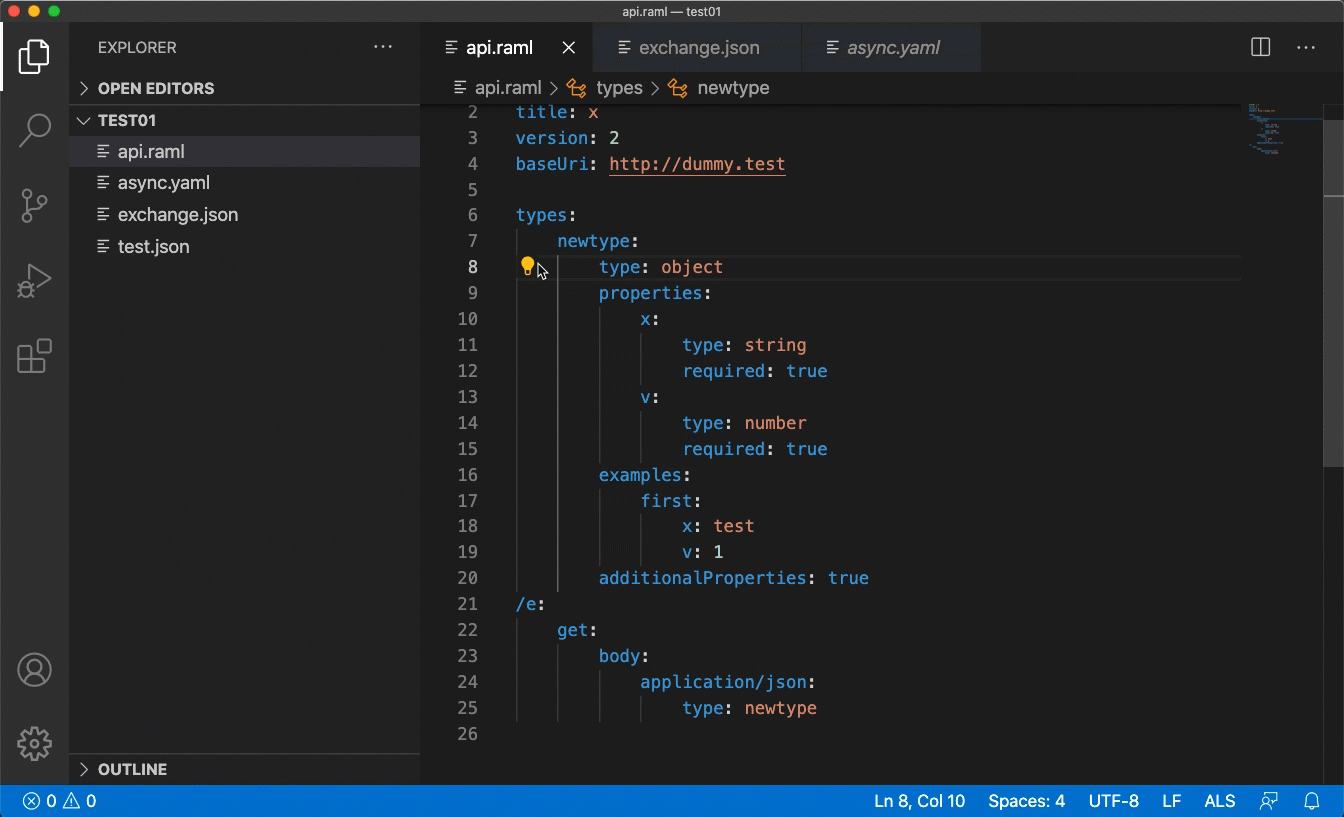 api.raml — test01
EXPLORER
OPEN EDITORS
TEST01
api.raml
async.yaml
exchange.json
test.json
OUTLINE
api.raml exchange.json async.yaml
api.raml types newtype
2 title: x
3 version: 2
4 baseUri: http://dummy.test
5
6 types:
7 newtype:
8 type: object
9 properties:
10 x:
11 type: string
12 required: true
13 v:
14 type: number
15 required: true
16 examples:
17 first:
18 x: test
19 v: 1
20 additionalProperties: true
21 /e:
22 get:
23 body:
24 application/json:
25 type: newtype
26
0 0 Ln 8, Col 10 Spaces: 4 UTF-8 LF ALS